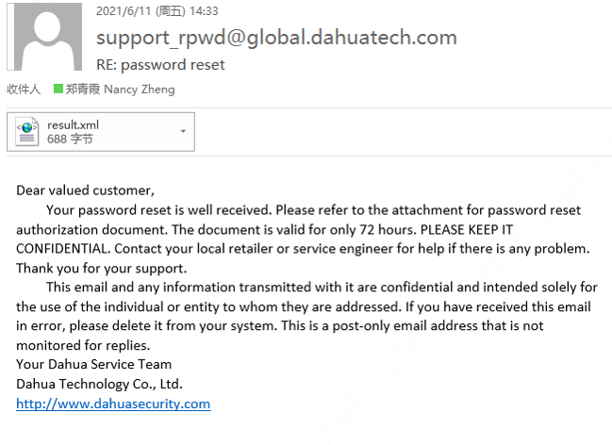 2021/6/11 (周五) 14:33
support_rpwd@global.dahuatech.com
RE: password reset
收件人 郑青霞 Nancy Zheng
result.xml
688 字节
Dear valued customer,
Your password reset is well received. Please refer to the attachment for password reset
authorization document. The document is valid for only 72 hours. PLEASE KEEP IT
CONFIDENTIAL. Contact your local retailer or service engineer for help if there is any problem.
Thank you for your support.
This email and any information transmitted with it are confidential and intended solely for
the use of the individual or entity to whom they are addressed. If you have received this email
in error, please delete it from your system. This is a post-only email address that is not
monitored for replies.
Your Dahua Service Team
Dahua Technology Co., Ltd.
http://www.dahuasecurity.com